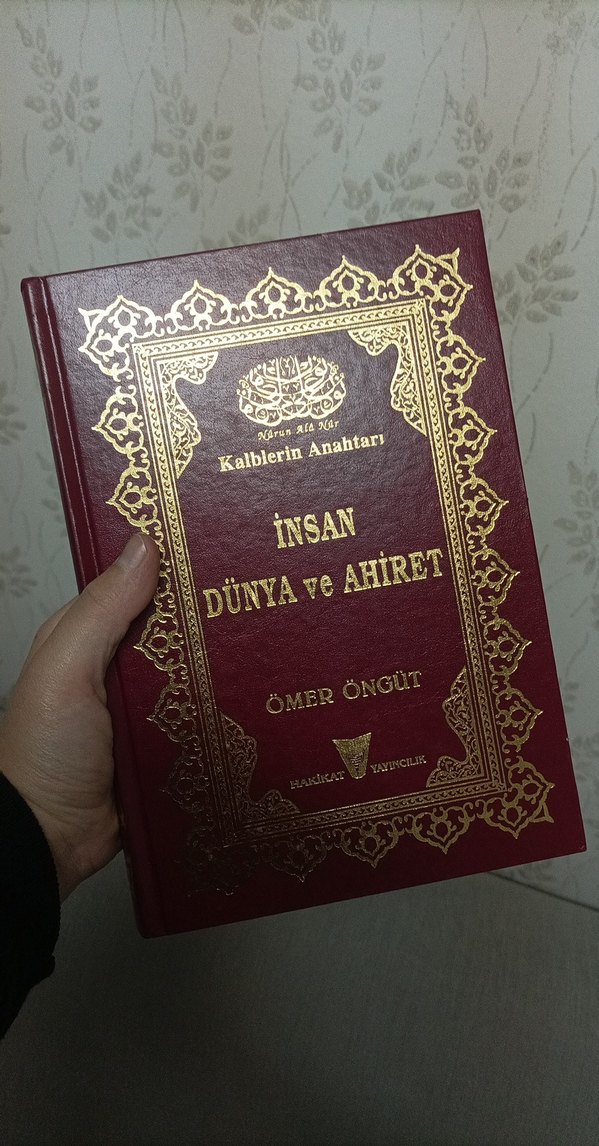 Nûrun Alâ Nûr
Kalblerin Anahtarı
İNSAN
DÜNYA ve AHİRET
ÖMER ÖNGÜT
HAKİKAT YAYINCILIK